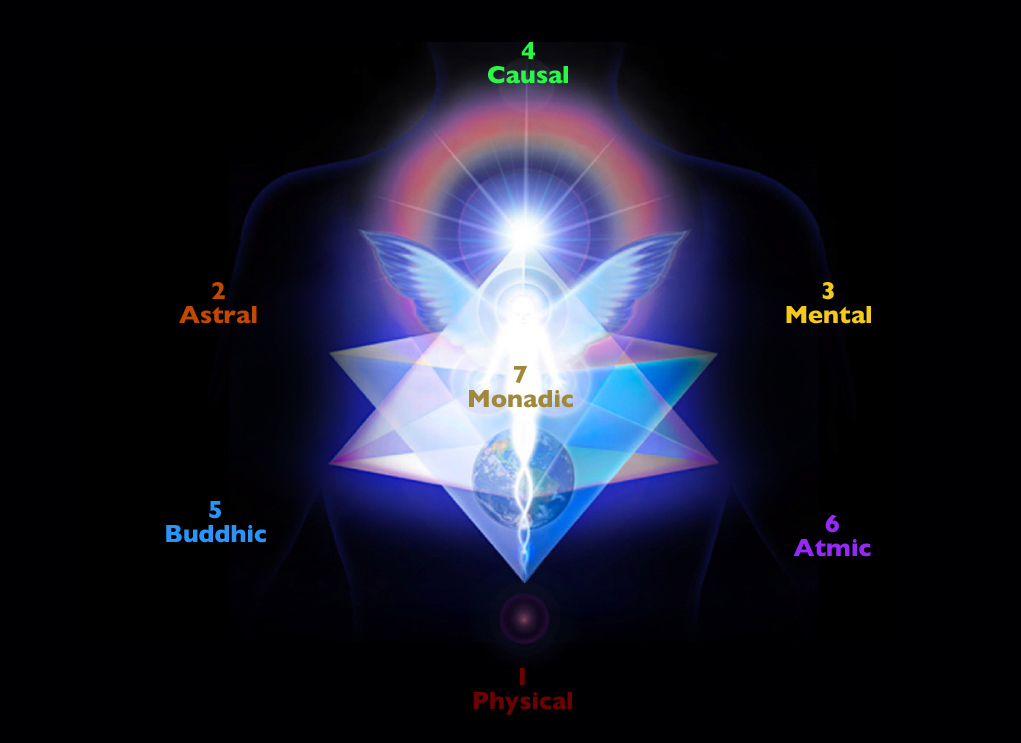 4
Causal
2
Astral
3
Mental
7
Monadic
5
Buddhic
6
Atmic
1
Physical